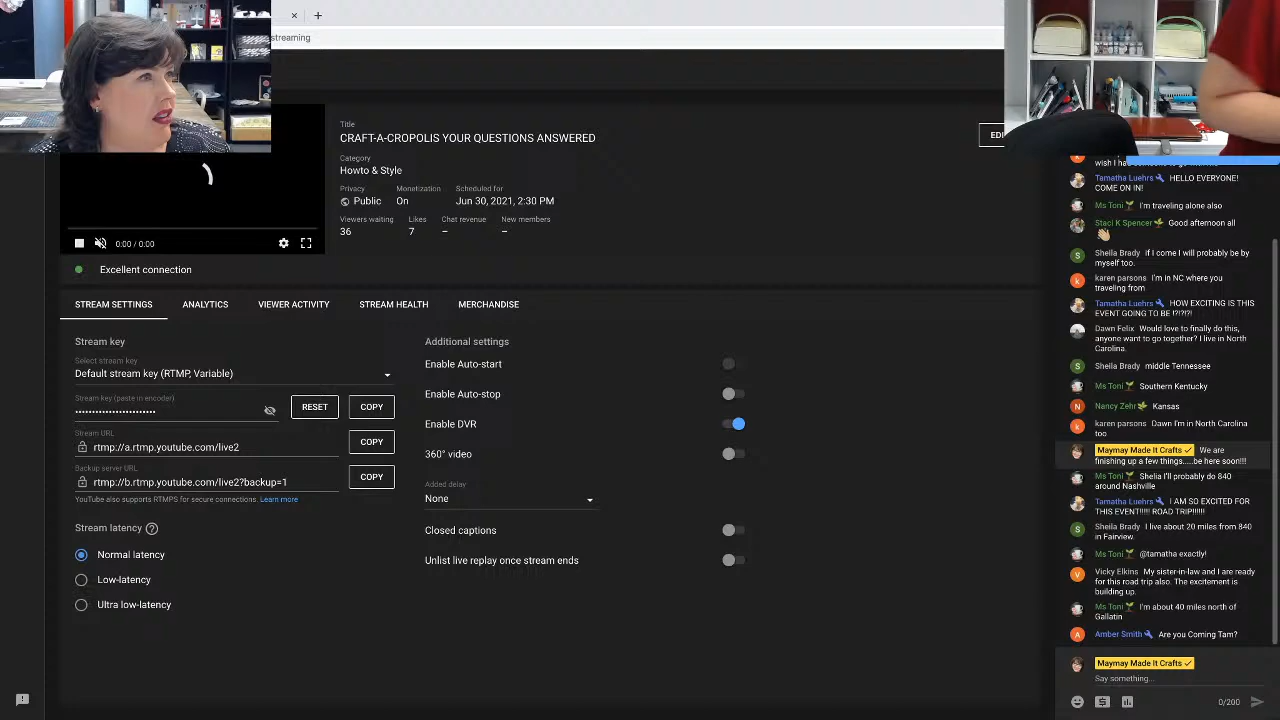 streaming
Title
CRAFT-A-CROPOLIS YOUR QUESTIONS ANSWERED
EDI
Category
Howto & Style
Privacy Monetization Scheduled for
Public On Jun 30, 2021, 2:30 PM
Viewers waiting Likes Chat revenue New members
36 7 – –
0:00 / 0:00
Excellent connection
STREAM SETTINGS ANALYTICS VIEWER ACTIVITY STREAM HEALTH MERCHANDISE
Stream key
Select stream key
Default stream key (RTMP, Variable)
Stream key (paste in encoder)
••••••••••••••••••••••••
RESET COPY
Stream URL
rtmp://a.rtmp.youtube.com/live2
COPY
Backup server URL
rtmp://b.rtmp.youtube.com/live2?backup=1
COPY
YouTube also supports RTMPS for secure connections. Learn more
Stream latency
Normal latency
Low-latency
Ultra low-latency
Additional settings
Enable Auto-start
Enable Auto-stop
Enable DVR
360° video
Added delay
None
Closed captions
Unlist live replay once stream ends
Tamatha Luehrs HELLO EVERYONE!
COME ON IN!
Ms Toni I'm traveling alone also
Staci K Spencer Good afternoon all
Sheila Brady if I come I will probably be by
myself too.
karen parsons I'm in NC where you
traveling from
Tamatha Luehrs HOW EXCITING IS THIS
EVENT GOING TO BE !?!?!?!
Dawn Felix Would love to finally do this,
anyone want to go together? I live in North
Carolina.
Sheila Brady middle Tennessee
Ms Toni Southern Kentucky
Nancy Zehr Kansas
karen parsons Dawn I'm in North Carolina
too
Maymay Made It Crafts We are
finishing up a few things.....be here soon!!!
Ms Toni Shelia I'll probably do 840
around Nashville
Tamatha Luehrs I AM SO EXCITED FOR
THIS EVENT!!!!! ROAD TRIP!!!!!!
Sheila Brady I live about 20 miles from 840
in Fairview.
Ms Toni @tamatha exactly!
Vicky Elkins My sister-in-law and I are ready
for this road trip also. The excitement is
building up.
Ms Toni I'm about 40 miles north of
Gallatin
Amber Smith Are you Coming Tam?
Maymay Made It Crafts
Say something...
0/200